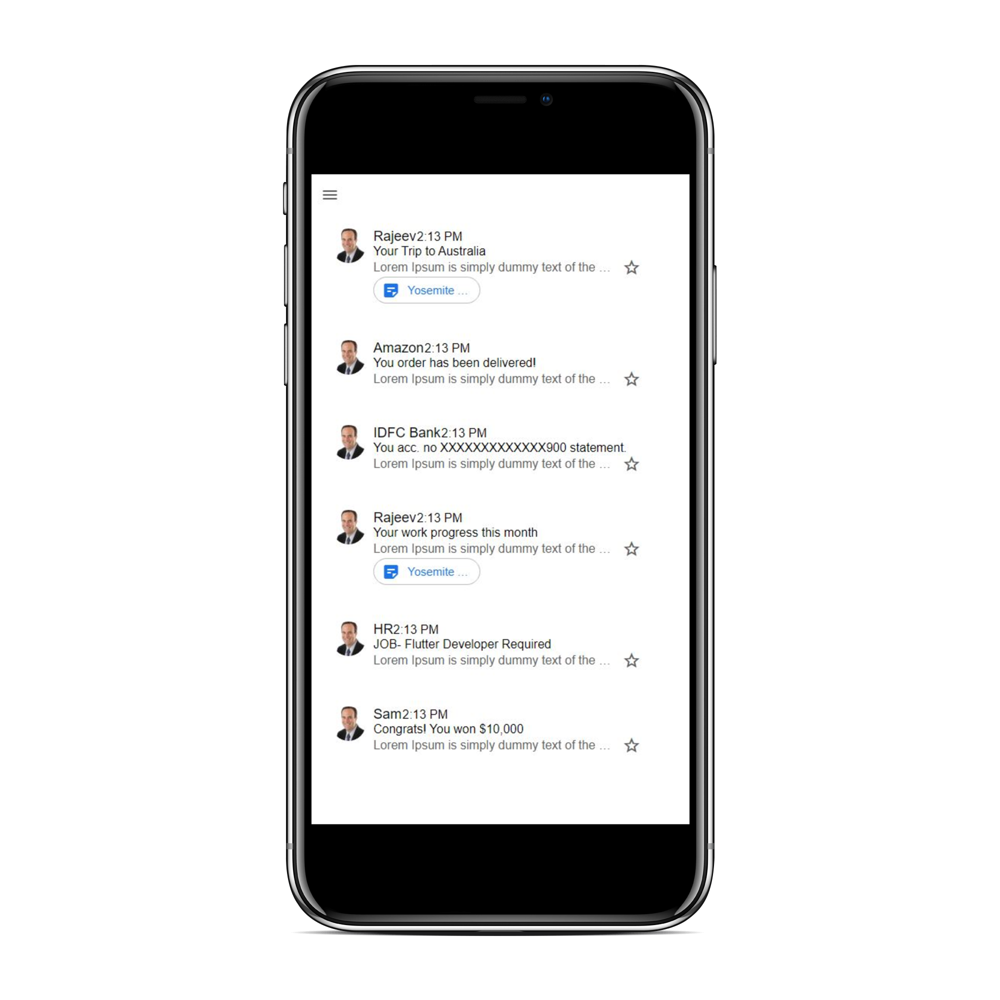 Rajeev2:13 PM
Your Trip to Australia
Lorem Ipsum is simply dummy text of the ...
Yosemite ...
Amazon2:13 PM
You order has been delivered!
Lorem Ipsum is simply dummy text of the ...
IDFC Bank2:13 PM
You acc. no XXXXXXXXXXXXX900 statement.
Lorem Ipsum is simply dummy text of the ...
Rajeev2:13 PM
Your work progress this month
Lorem Ipsum is simply dummy text of the ...
Yosemite ...
HR2:13 PM
JOB- Flutter Developer Required
Lorem Ipsum is simply dummy text of the ...
Sam2:13 PM
Congrats! You won $10,000
Lorem Ipsum is simply dummy text of the ...